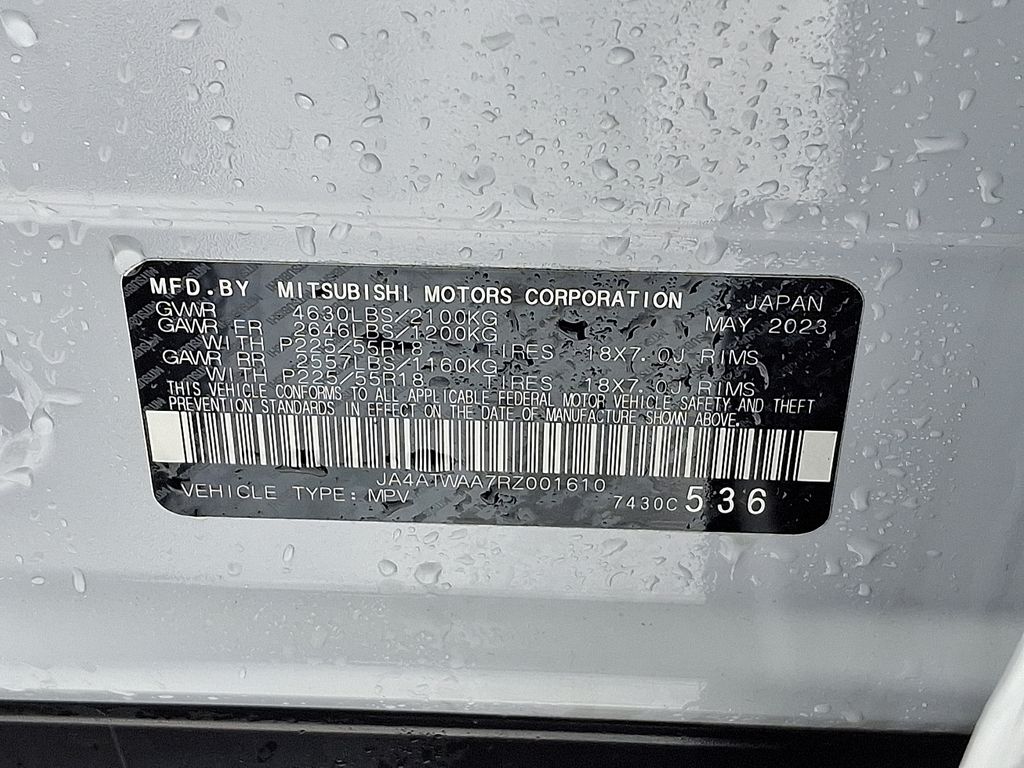 MFD.BY MITSUBISHI MOTORS CORPORATION JAPAN
GVWR 4630LBS/2100KG MAY 2023
GAWR FR 2646LBS/1200KG
WITH P225/55R18 TIRES 18X7.0J RIMS
GAWR RR 2557LBS/1160KG
WITH P225/55R18 TIRES 18X7.0J RIMS
THIS VEHICLE CONFORMS TO ALL APPLICABLE FEDERAL MOTOR VEHICLE SAFETY AND THEFT
PREVENTION STANDARDS IN EFFECT ON THE DATE OF MANUFACTURE SHOWN ABOVE.
JA4ATWAA7RZ001610
VEHICLE TYPE: MPV 7430C 536